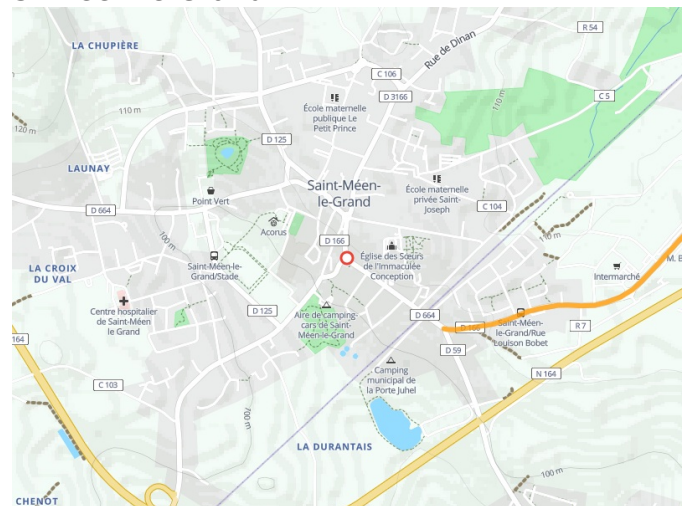 LA CHUPIÈRE
R 54
Rue de Dinan
C 106
D 3166
C 5
École maternelle
publique Le
Petit Prince
110 m
110 m
120 m
D 125
LAUNAY
Saint-Méen-
le-Grand
École maternelle
privée Saint-
Joseph
Point Vert
D 664
C 104
Acorus
D 166
110 m
100 m
Église des Sœurs
de l'Immaculée
Conception
LA CROIX
DU VAL
Saint-Méen-le-
Grand/Stade
M. B
Intermarché
Centre hospitalier
de Saint-Méen
le Grand
D 125
Aire de camping-
cars de Saint-
Méen-le-Grand
D 664
D 166
Saint-Méen-
le-Grand/Rue
Louison Bobet
R 7
164
D 59
Camping
municipal de
la Porte Juhel
N 164
C 103
100 m
LA DURANTAIS
100 m
CHENOT